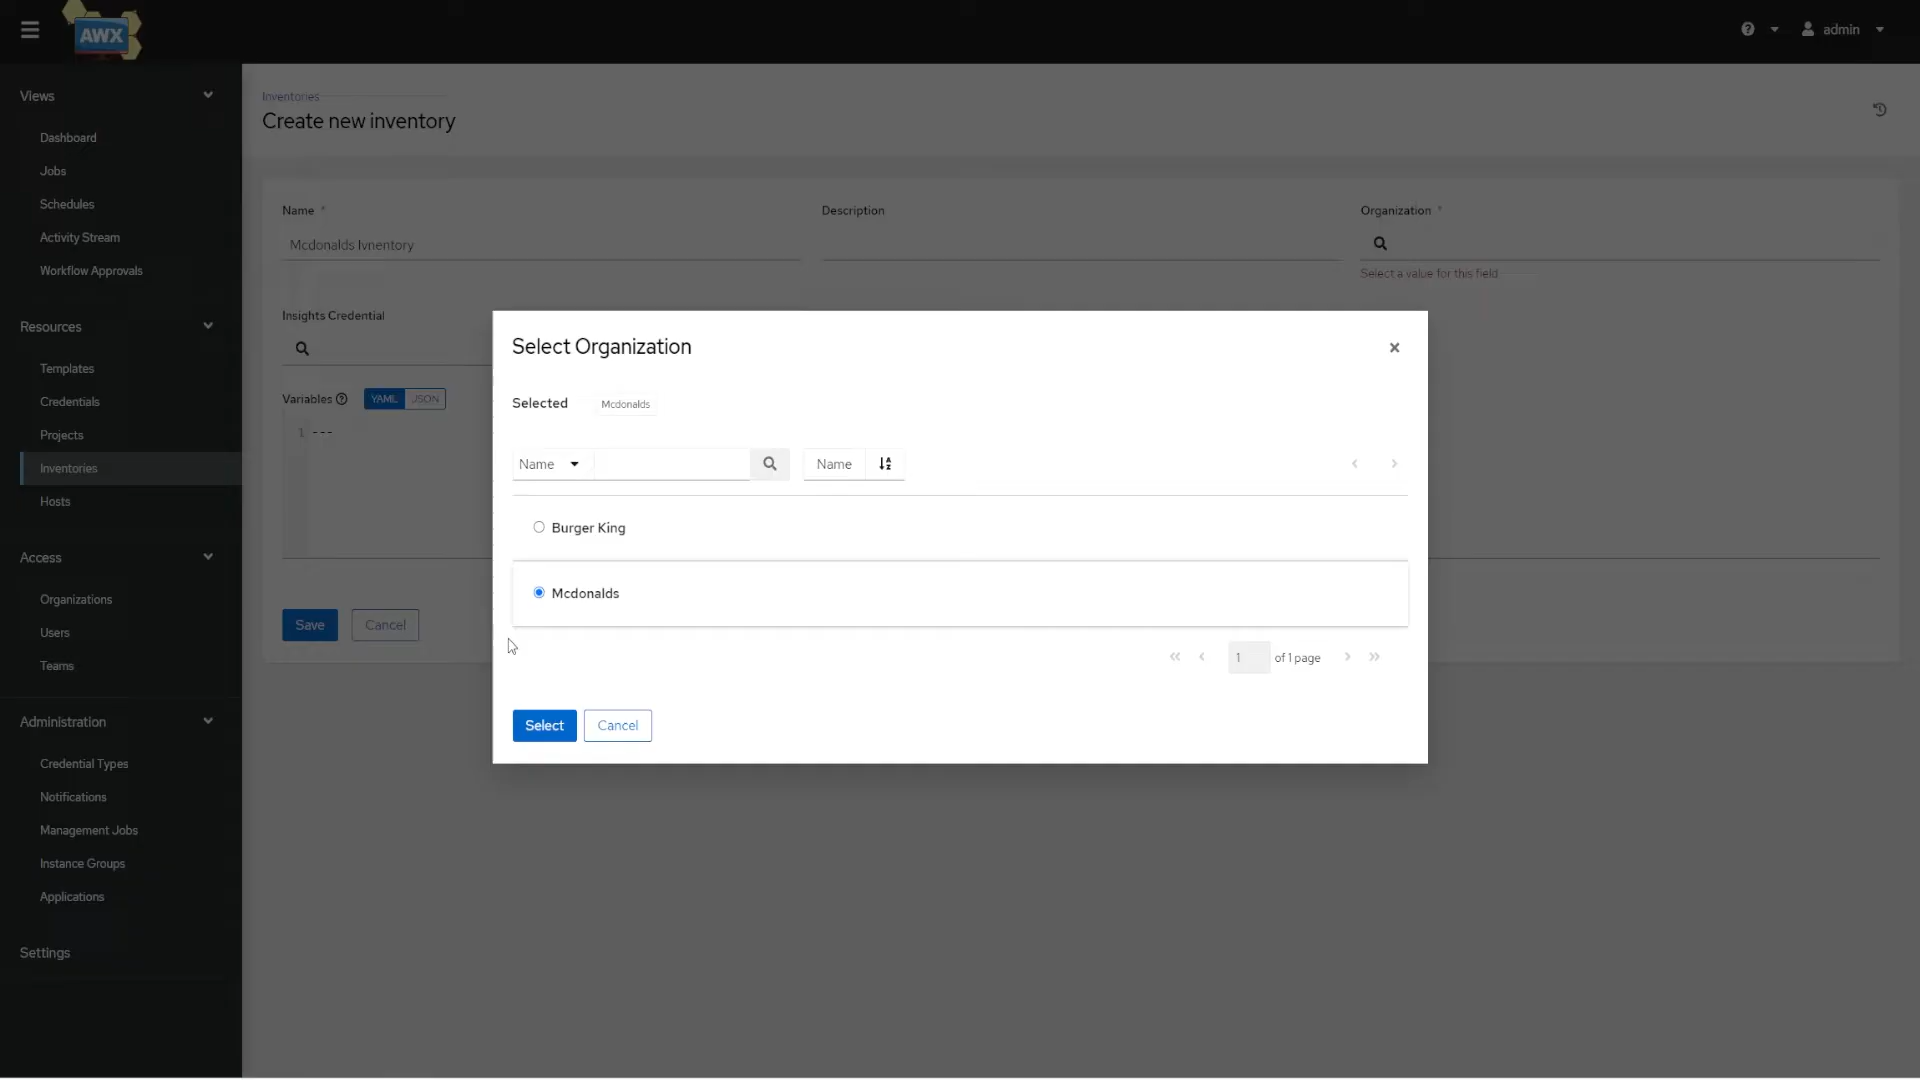 AWX
admin
Views
Dashboard
Jobs
Schedules
Activity Stream
Workflow Approvals
Resources
Templates
Credentials
Projects
Inventories
Hosts
Access
Organizations
Users
Teams
Administration
Credential Types
Notifications
Management Jobs
Instance Groups
Applications
Settings
Inventories
Create new inventory
Name *
Mcdonalds Ivnentory
Description
Organization *
Select a value for this field
Insights Credential
Variables YAML JSON
1 ---
Save Cancel
Select Organization
Selected Mcdonalds
Name Name
Burger King
Mcdonalds
1 of 1 page
Select Cancel